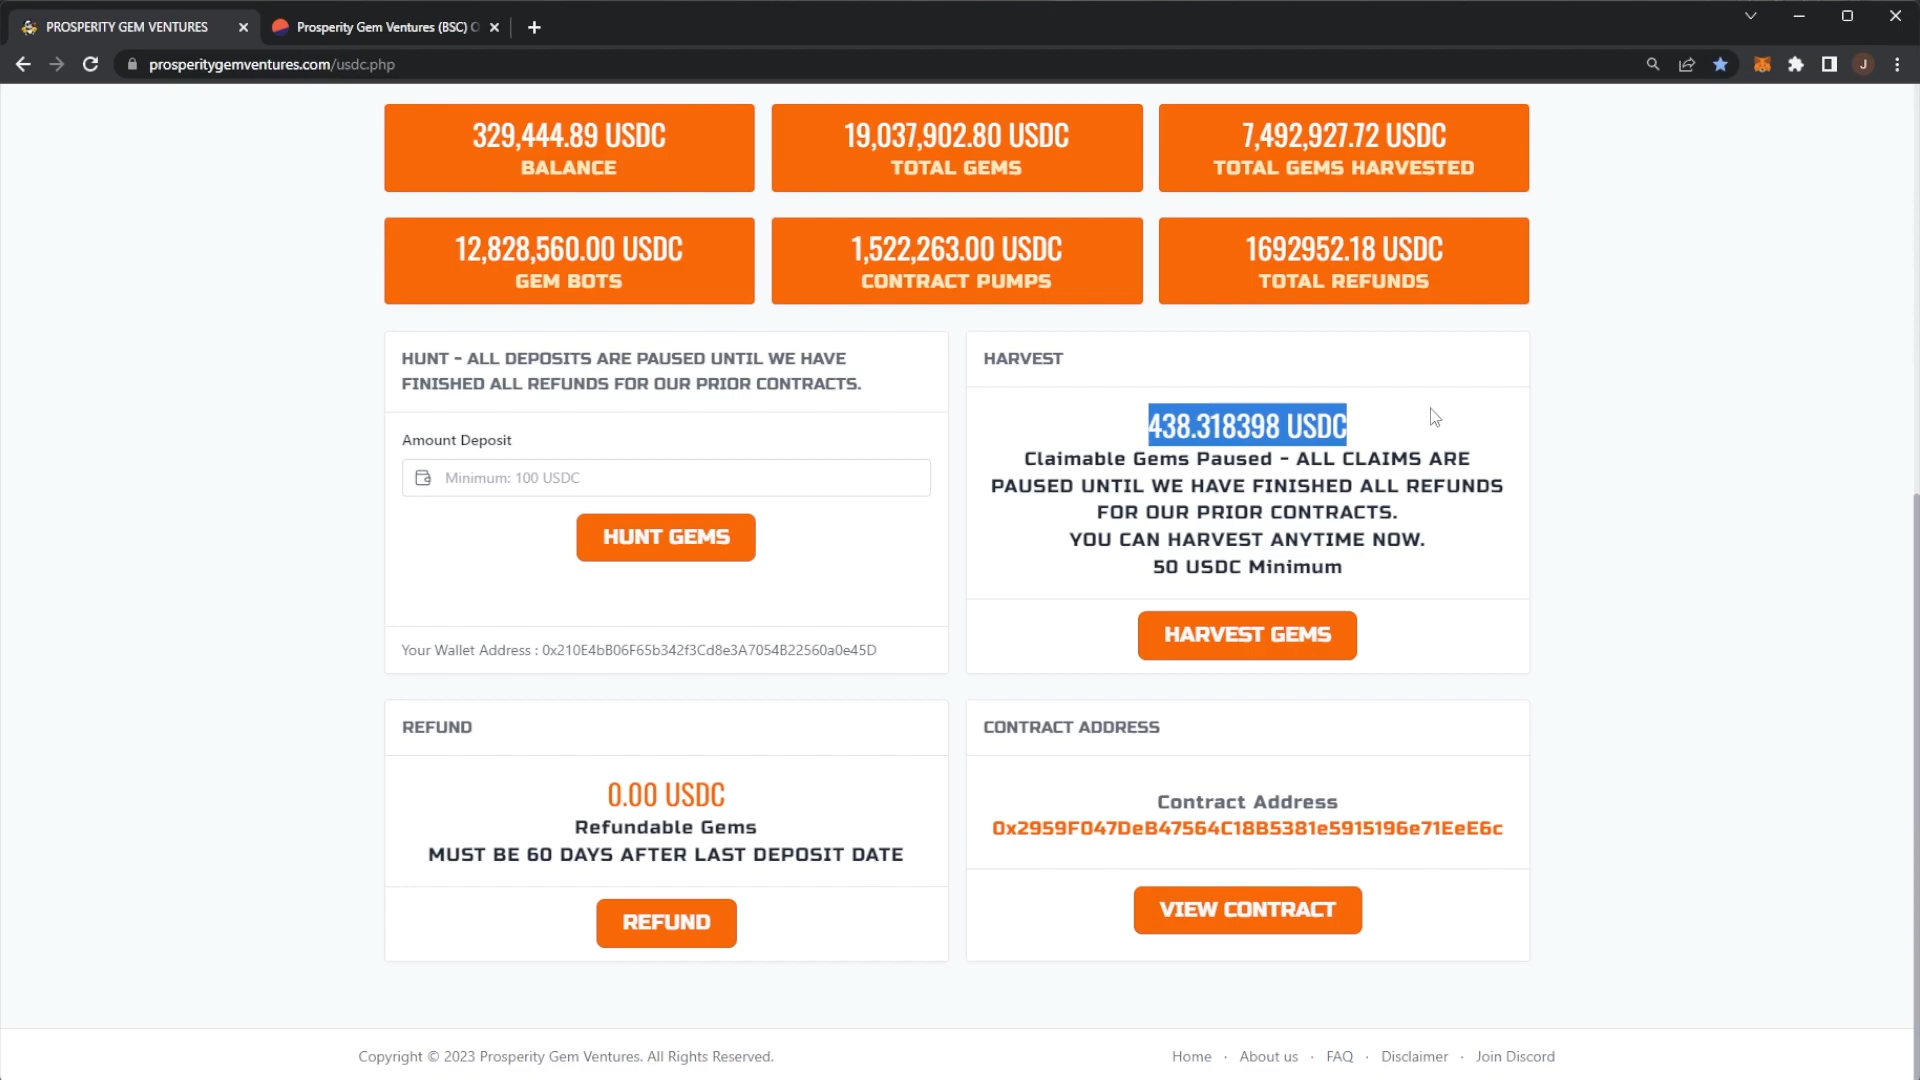 PROSPERITY GEM VENTURES
Prosperity Gem Ventures (BSC)
prosperitygemventures.com/usdc.php
J
329,444.89 USDC
BALANCE
19,037,902.80 USDC
TOTAL GEMS
7,492,927.72 USDC
TOTAL GEMS HARVESTED
12,828,560.00 USDC
GEM BOTS
1,522,263.00 USDC
CONTRACT PUMPS
1692952.18 USDC
TOTAL REFUNDS
HUNT - ALL DEPOSITS ARE PAUSED UNTIL WE HAVE
FINISHED ALL REFUNDS FOR OUR PRIOR CONTRACTS.
Amount Deposit
Minimum: 100 USDC
HUNT GEMS
Your Wallet Address : 0x210E4bB06F65b342f3Cd8e3A7054B22560a0e45D
HARVEST
438.318398 USDC
Claimable Gems Paused - ALL CLAIMS ARE
PAUSED UNTIL WE HAVE FINISHED ALL REFUNDS
FOR OUR PRIOR CONTRACTS.
YOU CAN HARVEST ANYTIME NOW.
50 USDC Minimum
HARVEST GEMS
REFUND
0.00 USDC
Refundable Gems
MUST BE 60 DAYS AFTER LAST DEPOSIT DATE
REFUND
CONTRACT ADDRESS
Contract Address
0x2959F047DeB47564C18B5381e5915196e71EeE6c
VIEW CONTRACT
Copyright © 2023 Prosperity Gem Ventures. All Rights Reserved.
Home · About us · FAQ · Disclaimer · Join Discord